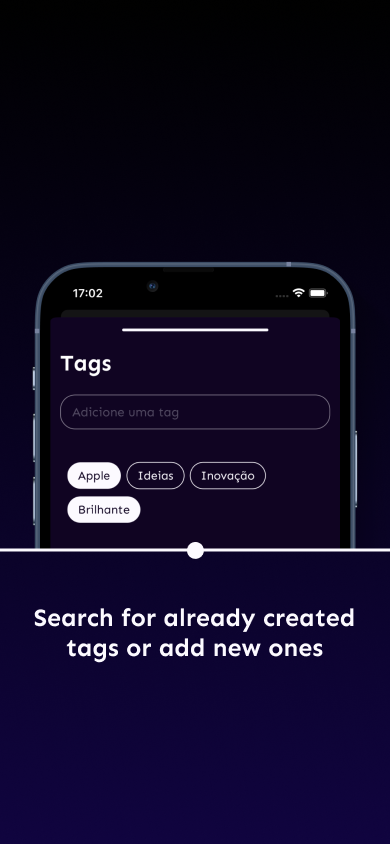 17:02
Tags
Adicione uma tag
Apple Ideias Inovação
Brilhante
Search for already created
tags or add new ones